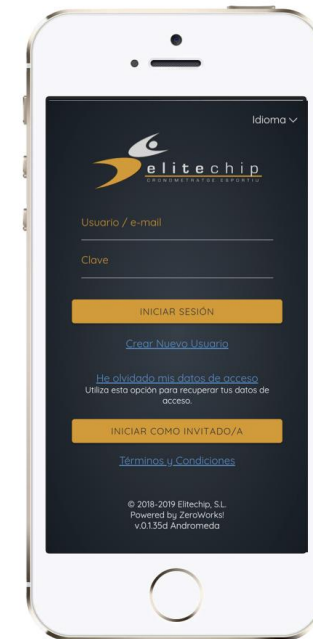 Idioma
elitechip
CRONOMETRATGE ESPORTIU
Usuario / e-mail
Clave
INICIAR SESIÓN
Crear Nuevo Usuario
He olvidado mis datos de acceso
Utiliza esta opción para recuperar tus datos de
acceso.
INICIAR COMO INVITADO/A
Términos y Condiciones
© 2018-2019 Elitechip, S.L.
Powered by ZeroWorks!
v.0.1.35d Andromeda